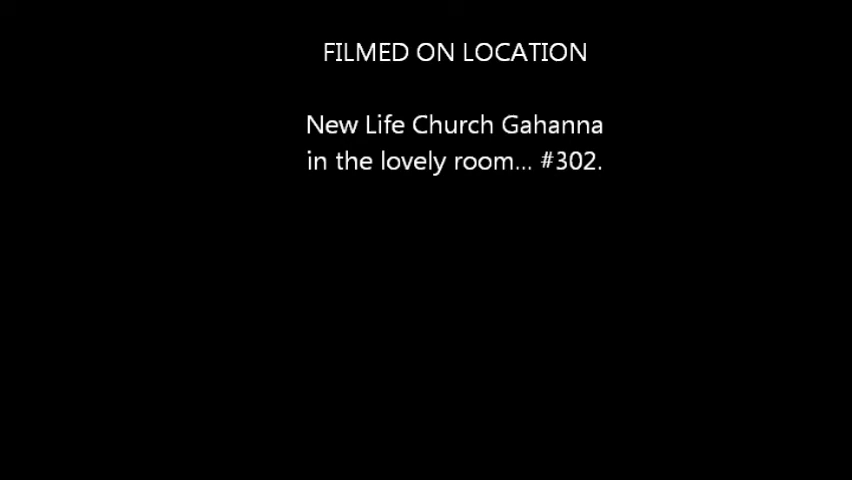 FILMED ON LOCATION
New Life Church Gahanna
in the lovely room... #302.